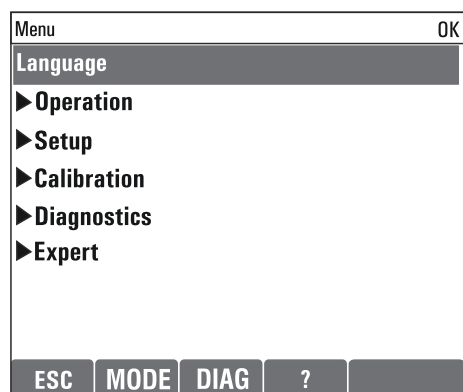 Menu OK
Language
▶Operation
▶Setup
▶Calibration
▶Diagnostics
▶Expert
ESC MODE DIAG ?